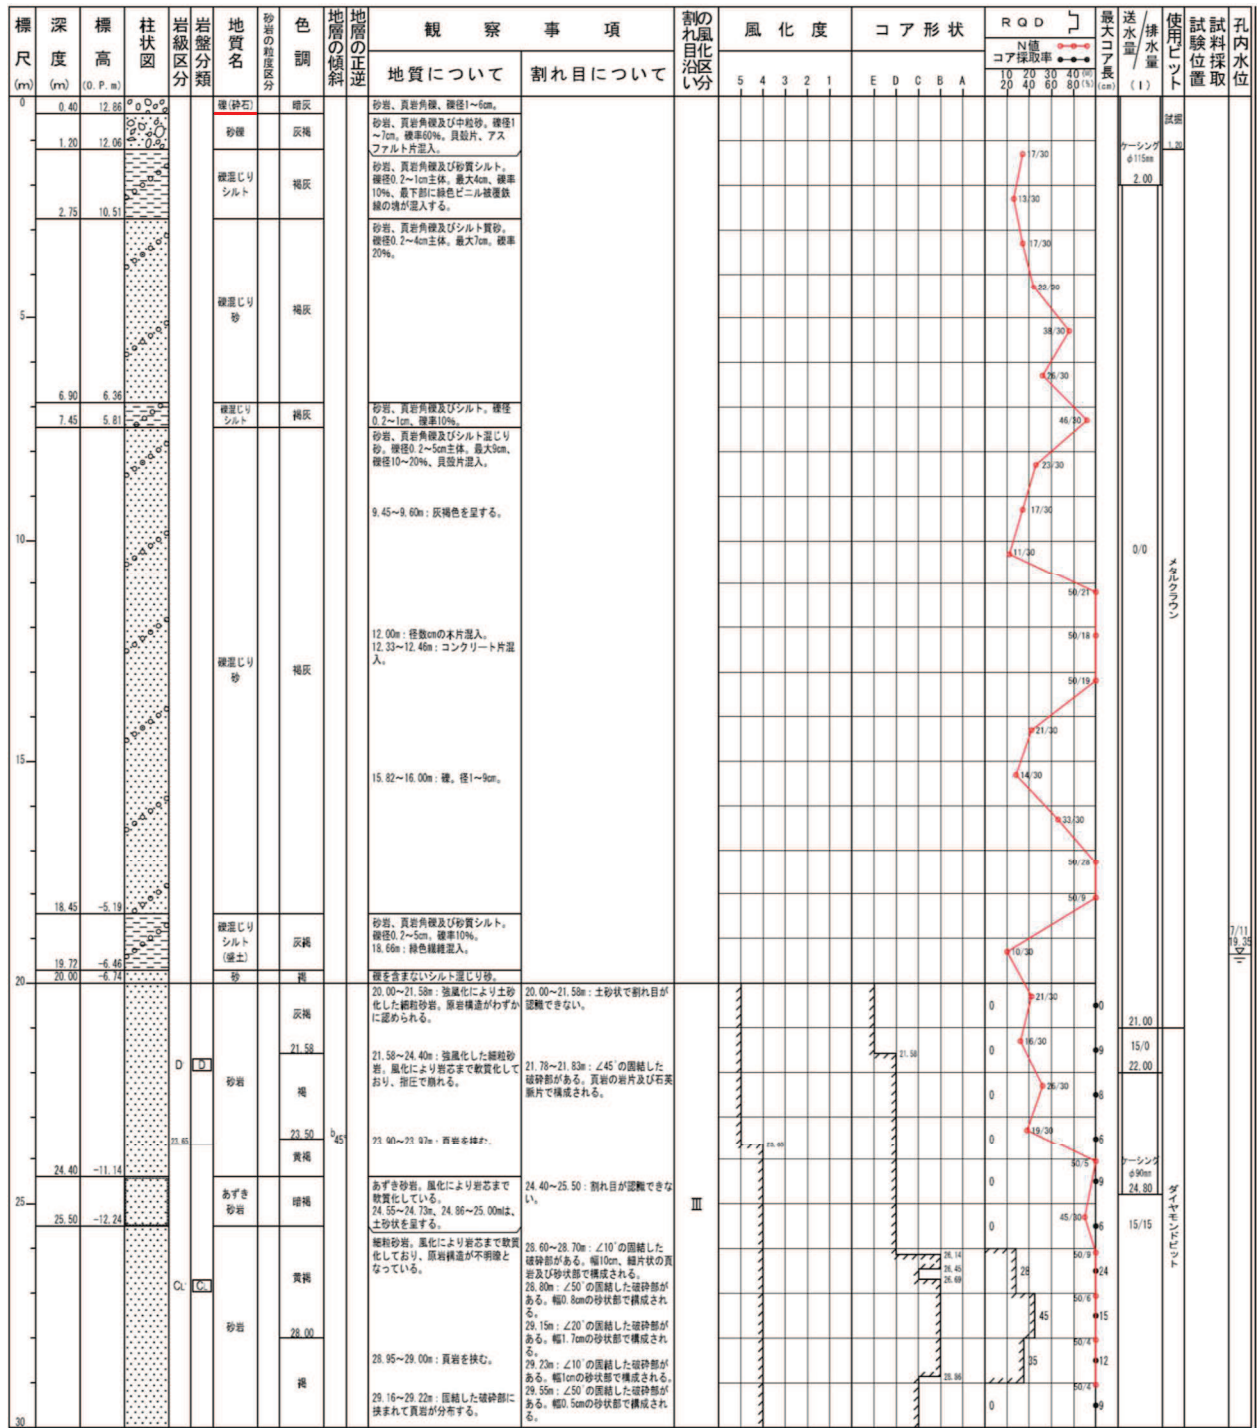 標尺(m)
深度(m)
標高(O.P.m)
柱状図
岩級区分
岩盤分類
地質名
砂岩の粒度区分
色調
地層の傾斜
地層の正逆
観察事項
地質について
割れ目について
割れ目沿いの風化区分
風化度
5 4 3 2 1
コア形状
E D C B A
RQD
N値
コア採取率
10 20 30 40 (回)
20 40 60 80 (%)
最大コア長(cm)
送水量/排水量(l)
使用ビット
試験位置
試料採取
孔内水位
0
0.40 12.86
礫(砕石)
暗灰
砂岩、頁岩角礫、礫径1~6cm。
1.20 12.06
砂礫
灰褐
砂岩、頁岩角礫及び中粒砂。礫径1
~7cm。礫率60%。貝殻片、アス
ファルト片混入。
2.75 10.51
礫混じり
シルト
褐灰
砂岩、頁岩角礫及び砂質シルト。
礫径0.2~1cm主体。最大4cm、礫率
10%、最下部に緑色ビニル被覆鉄
線の塊が混入する。
5
6.90 6.36
礫混じり
砂
褐灰
砂岩、頁岩角礫及びシルト質砂。
礫径0.2~4cm主体。最大7cm。礫率
20%。
7.45 5.81
礫混じり
シルト
褐灰
砂岩、頁岩角礫及びシルト。礫径
0.2~1cm、礫率10%。
10
15
18.45 -5.19
礫混じり
砂
褐灰
砂岩、頁岩角礫及びシルト混じり
砂。礫径0.2~5cm主体。最大9cm、
礫径10~20%、貝殻片混入。
9.45~9.60m:灰褐色を呈する。
12.00m:径数cmの木片混入。
12.33~12.46m:コンクリート片混
入。
15.82~16.00m:礫。径1~9cm。
19.72 -6.46
礫混じり
シルト
(盛土)
灰褐
砂岩、頁岩角礫及び砂質シルト。
礫径0.2~5cm。礫率10%。
18.66m:緑色繊維混入。
20
20.00 -6.74
砂
褐
礫を含まないシルト混じり砂。
24.40 -11.14
D
D
23.65
砂岩
灰褐
21.58
褐
23.50
黄褐
45°
20.00~21.58m:強風化により土砂
化した細粒砂岩。原岩構造がわずか
に認められる。
21.58~24.40m:強風化した細粒砂
岩。風化により岩芯まで軟質化して
おり、指圧で崩れる。
23.90~23.97m:頁岩を挟む。
20.00~21.58m:土砂状で割れ目が
認識できない。
21.78~21.83m:∠45°の固結した
破砕部がある。頁岩の岩片及び石英
脈片で構成される。
25
25.50 -12.24
あずき
砂岩
暗褐
あずき砂岩。風化により岩芯まで
軟質化している。
24.55~24.73m、24.86~25.00mは、
土砂状を呈する。
24.40~25.50:割れ目が認識できな
い。
Ⅲ
30
CL
CL
砂岩
黄褐
28.00
褐
細粒砂岩。風化により岩芯まで軟質
化しており、原岩構造が不明瞭と
なっている。
28.95~29.00m:頁岩を挟む。
29.16~29.22m:固結した破砕部に
挟まれて頁岩が分布する。
28.60~28.70m:∠10°の固結した
破砕部がある。幅10cm、細片状の頁
岩及び砂状部で構成される。
28.80m:∠50°の固結した破砕部が
ある。幅0.8cmの砂状部で構成され
る。
29.15m:∠20°の固結した破砕部が
ある。幅1.7cmの砂状部で構成され
る。
29.23m:∠10°の固結した破砕部が
ある。幅1cmの砂状部で構成される。
29.55m:∠50°の固結した破砕部が
ある。幅0.5cmの砂状部で構成され
る。
21.58
26.14
26.45
26.69
28.86
17/30
13/30
17/30
38/30
26/30
46/30
23/30
17/30
11/30
50/21
50/18
50/19
21/30
14/30
33/30
50/28
50/9
10/30
21/30
16/30
26/30
19/30
50/5
45/30
50/9
50/6
50/4
50/4
0
0
0
0
0
0
28
45
35
0
0
9
8
6
9
6
24
15
12
9
ケーシング
φ115mm
2.00
0/0
21.00
15/0
22.00
ケーシング
φ90mm
24.80
15/15
試掘
1.20
メタルクラウン
ダイヤモンドビット
7/11
19.35